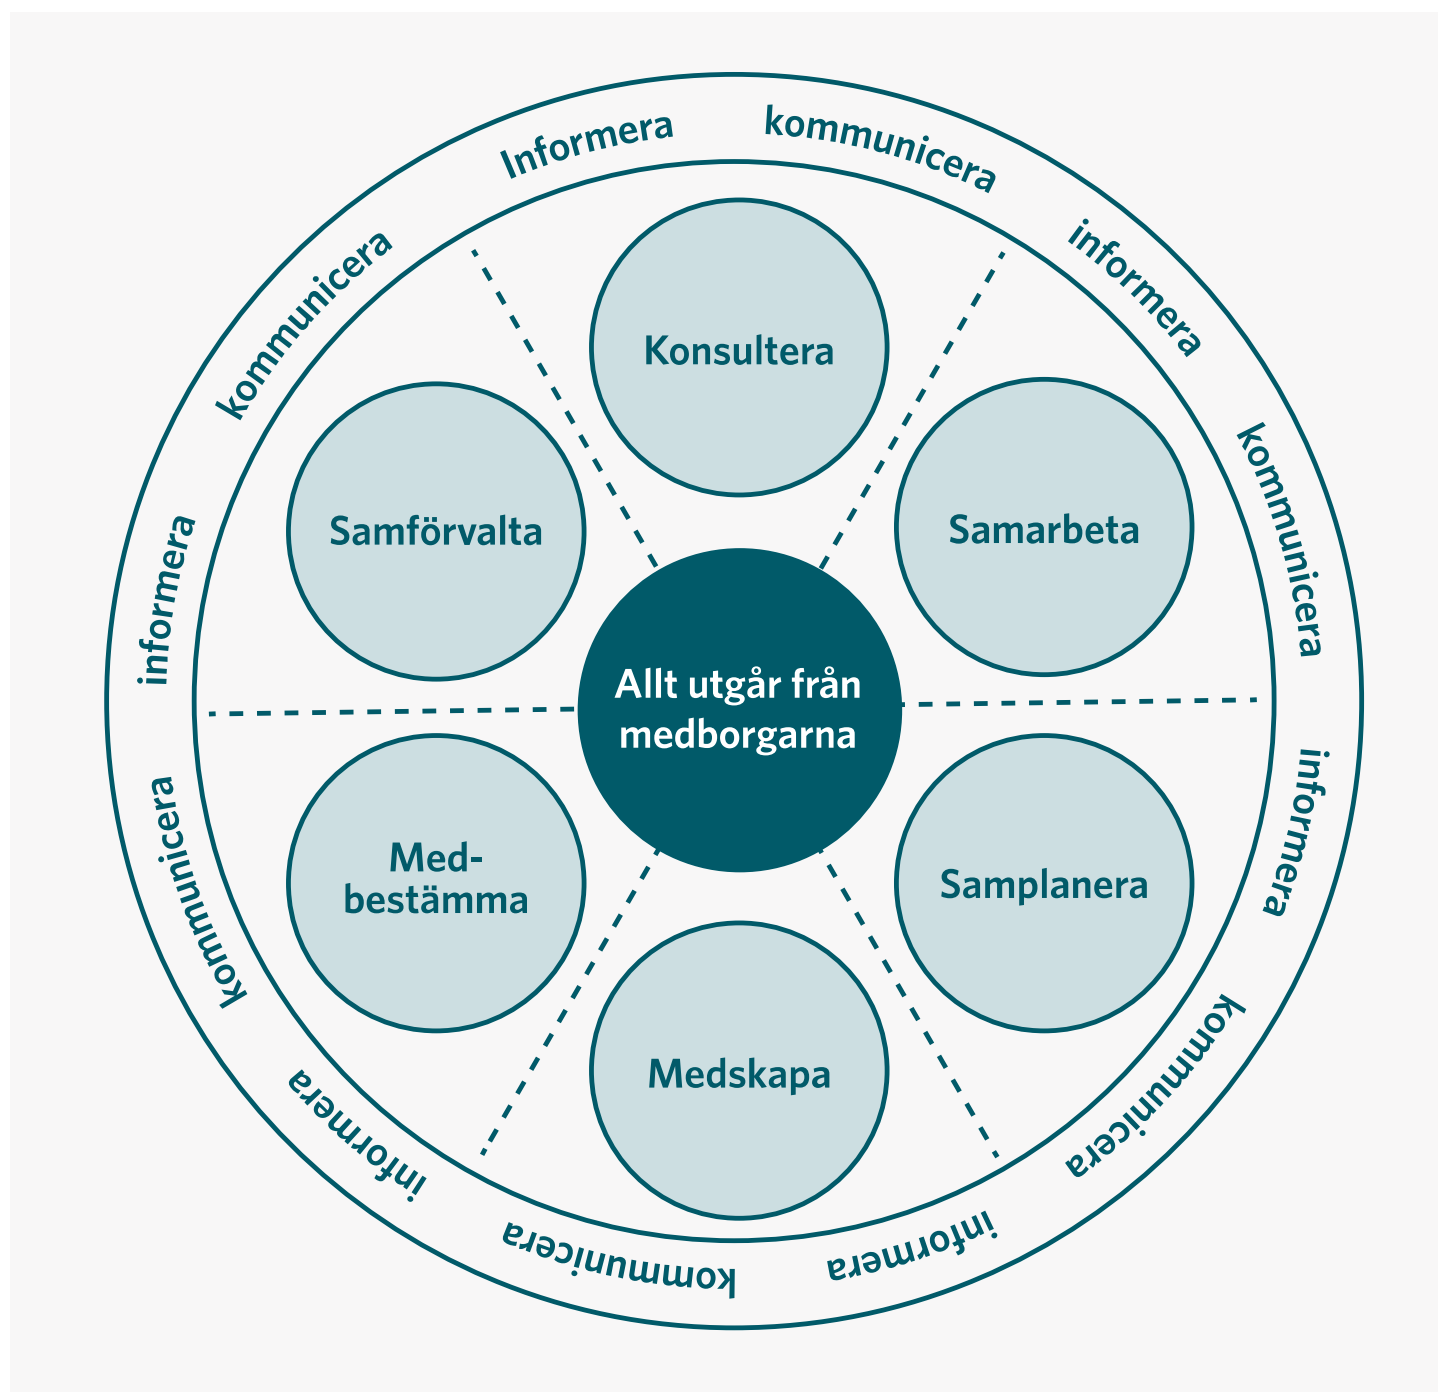 Informera
kommunicera
informera
kommunicera
informera
kommunicera
informera
kommunicera
informera
kommunicera
informera
kommunicera
Konsultera
Samarbeta
Samplanera
Medskapa
Med-
bestämma
Samförvalta
Allt utgår från
medborgarna